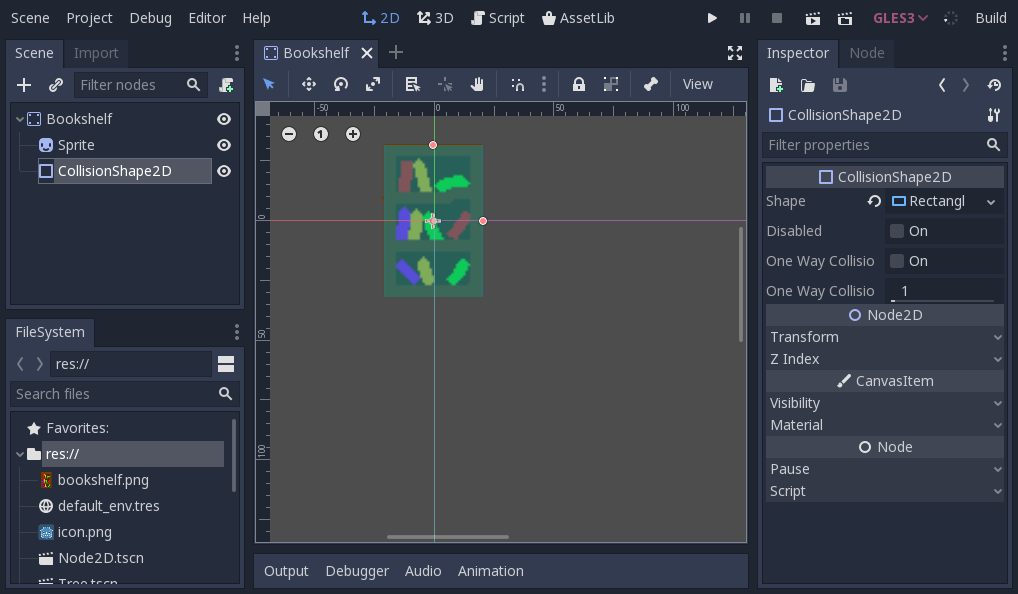 Scene Project Debug Editor Help 2D 3D Script AssetLib GLES3 Build
Scene Import
Filter nodes
Bookshelf
Sprite
CollisionShape2D
FileSystem
res://
Search files
Favorites:
res://
bookshelf.png
default_env.tres
icon.png
Node2D.tscn
Tree.tscn
Bookshelf
View
-50 0 50 100
1
0
50
100
Output Debugger Audio Animation
Inspector Node
CollisionShape2D
Filter properties
CollisionShape2D
Shape Rectangl
Disabled On
One Way Collisio On
One Way Collisio 1
Node2D
Transform
Z Index
CanvasItem
Visibility
Material
Node
Pause
Script